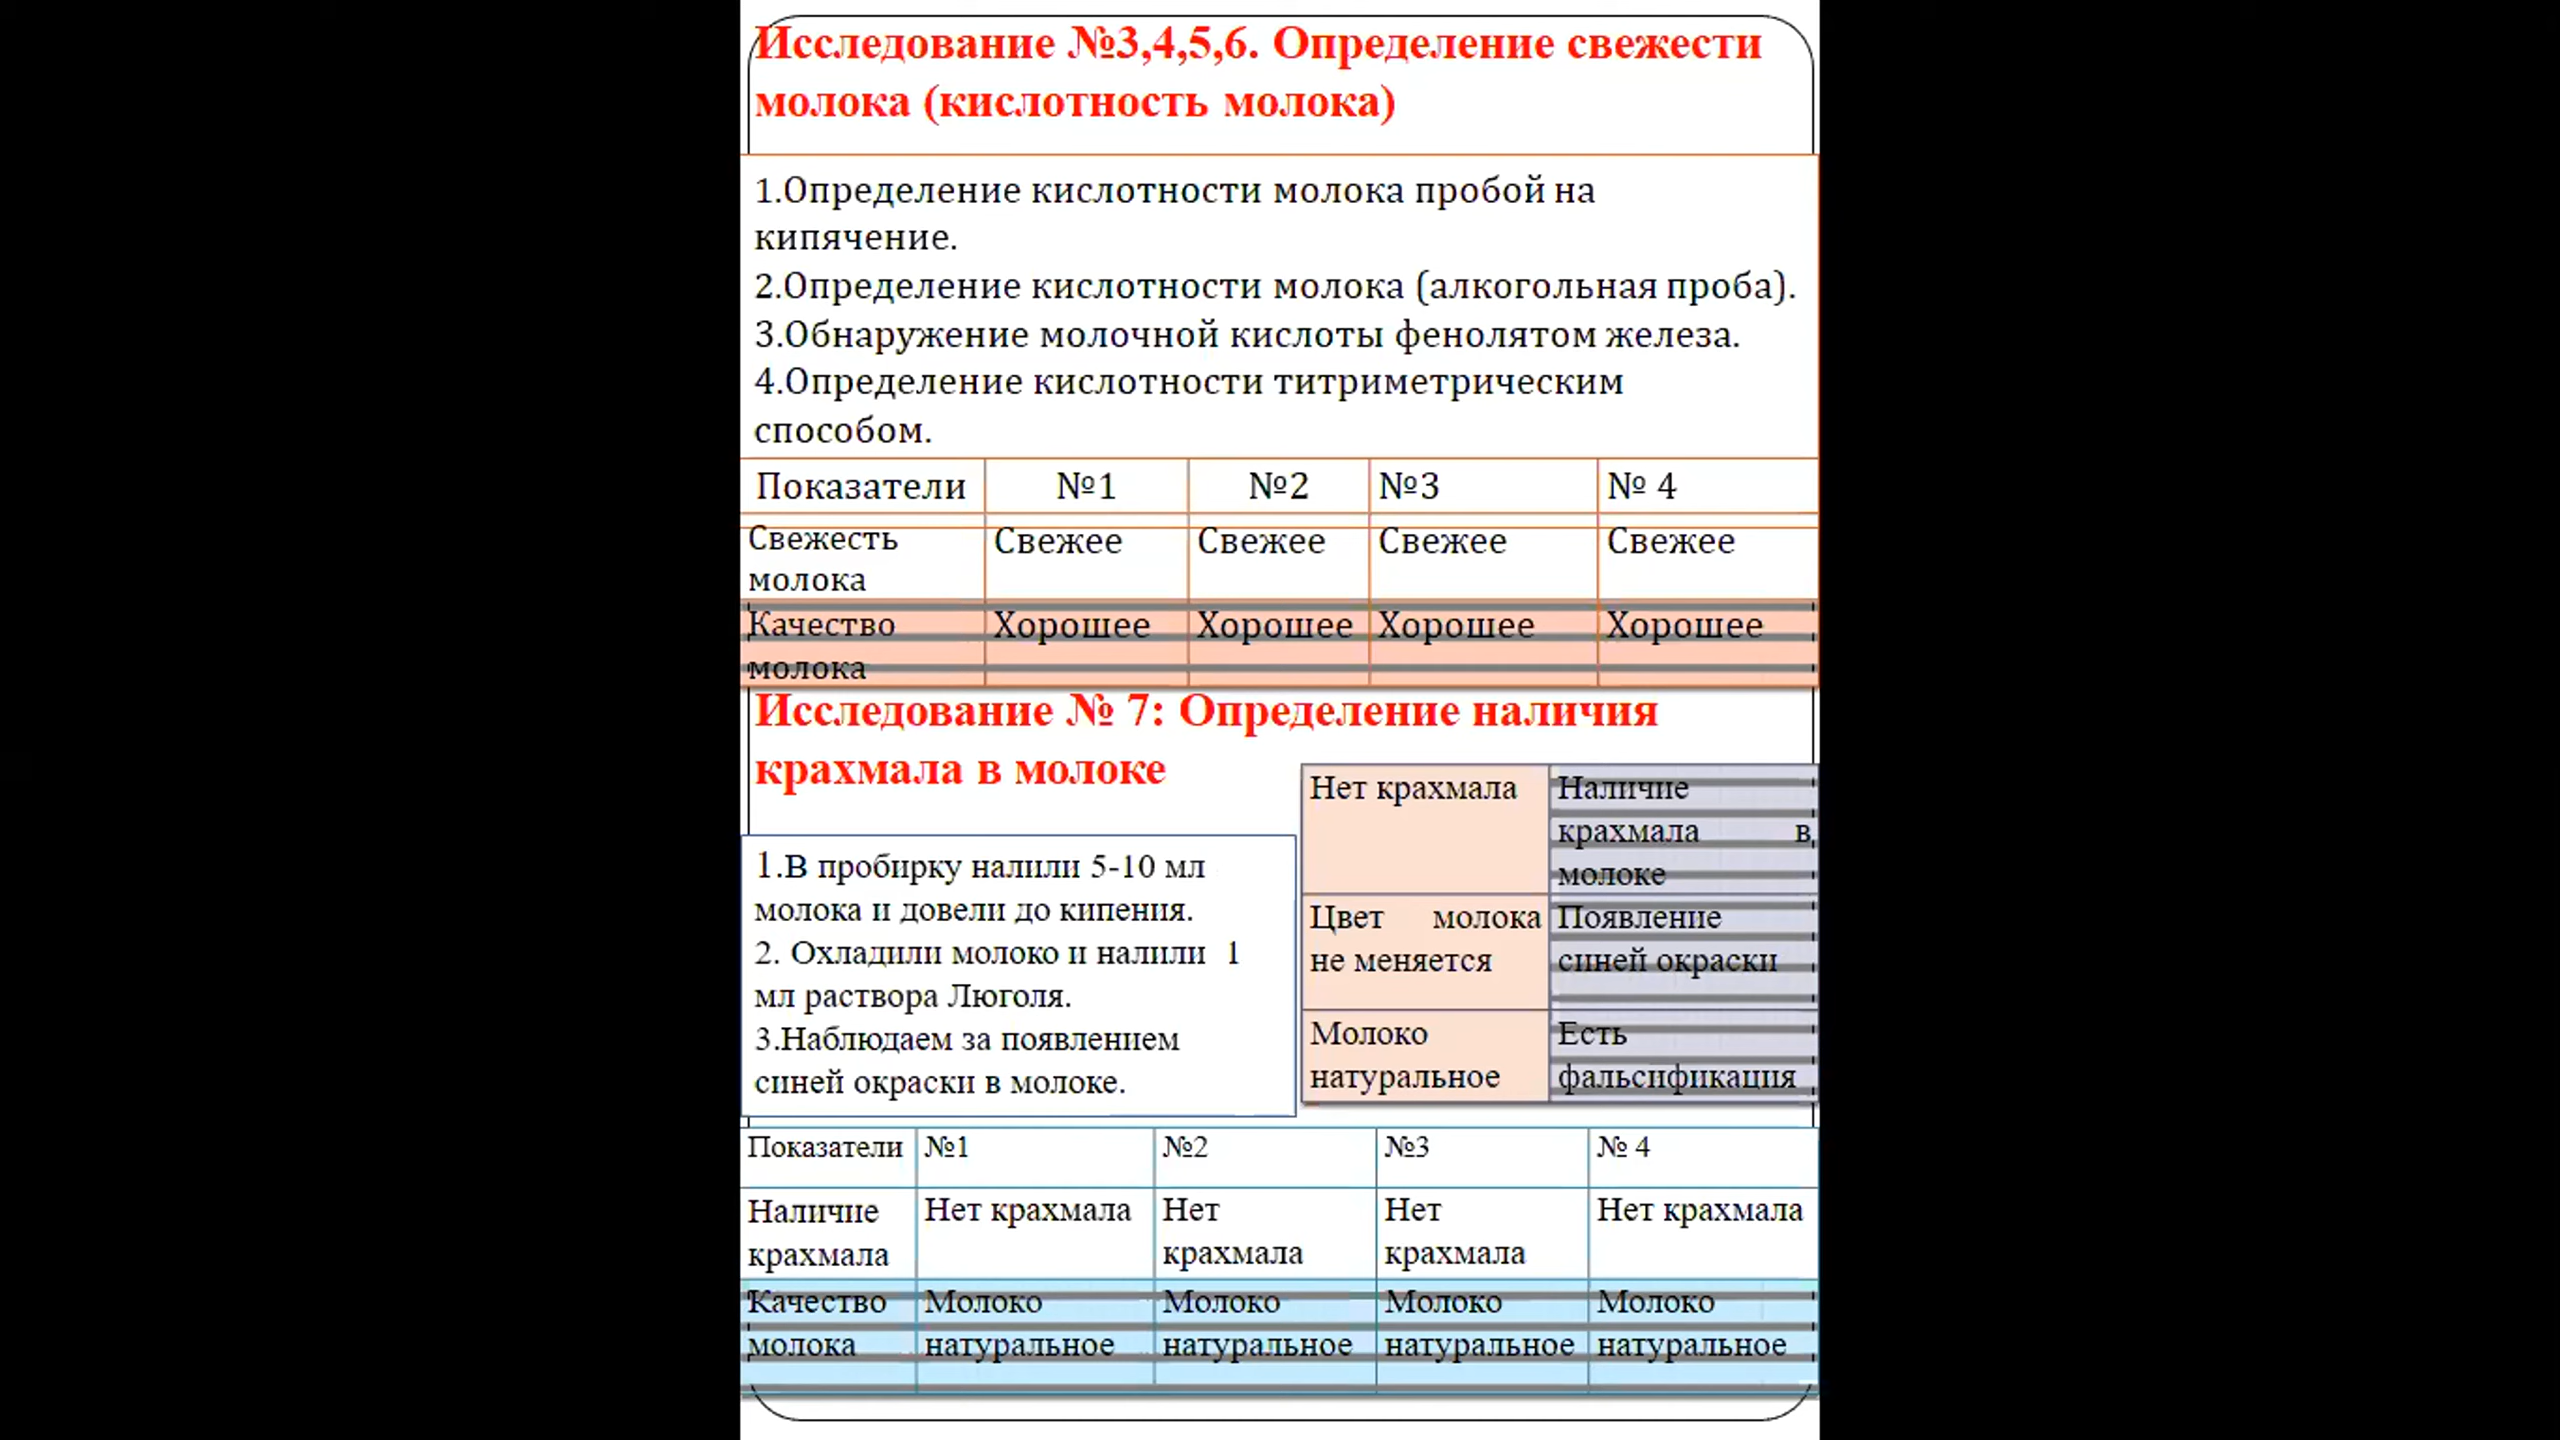 Исследование №3,4,5,6. Определение свежести
молока (кислотность молока)
1.Определение кислотности молока пробой на
кипячение.
2.Определение кислотности молока (алкогольная проба).
3.Обнаружение молочной кислоты фенолятом железа.
4.Определение кислотности титриметрическим
способом.
Показатели №1 №2 №3 № 4
Свежесть Свежее Свежее Свежее Свежее
молока
Качество Хорошее Хорошее Хорошее Хорошее
молока
Исследование № 7: Определение наличия
крахмала в молоке
1.В пробирку налили 5-10 мл
молока и довели до кипения.
2. Охладили молоко и налили 1
мл раствора Люголя.
3.Наблюдаем за появлением
синей окраски в молоке.
Нет крахмала Наличие
крахмала в
молоке
Цвет молока Появление
не меняется синей окраски
Молоко Есть
натуральное фальсификация
Показатели №1 №2 №3 № 4
Наличие Нет крахмала Нет Нет Нет крахмала
крахмала крахмала крахмала
Качество Молоко Молоко Молоко Молоко
молока натуральное натуральное натуральное натуральное